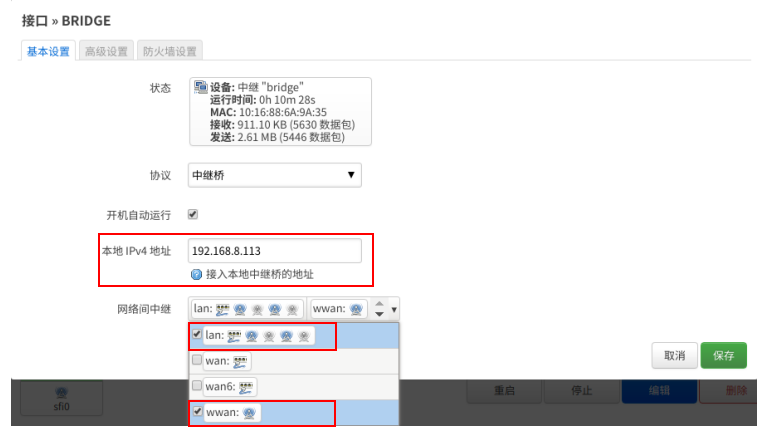 接口 » BRIDGE
基本设置 高级设置 防火墙设置
状态
设备: 中继 "bridge"
运行时间: 0h 10m 28s
MAC: 10:16:88:6A:9A:35
接收: 911.10 KB (5630 数据包)
发送: 2.61 MB (5446 数据包)
协议 中继桥
开机自动运行
本地 IPv4 地址 192.168.8.113
接入本地中继桥的地址
网络间中继 lan: wwan:
lan:
wan:
wan6:
wwan:
取消 保存
sfi0
重启 停止 编辑 删除